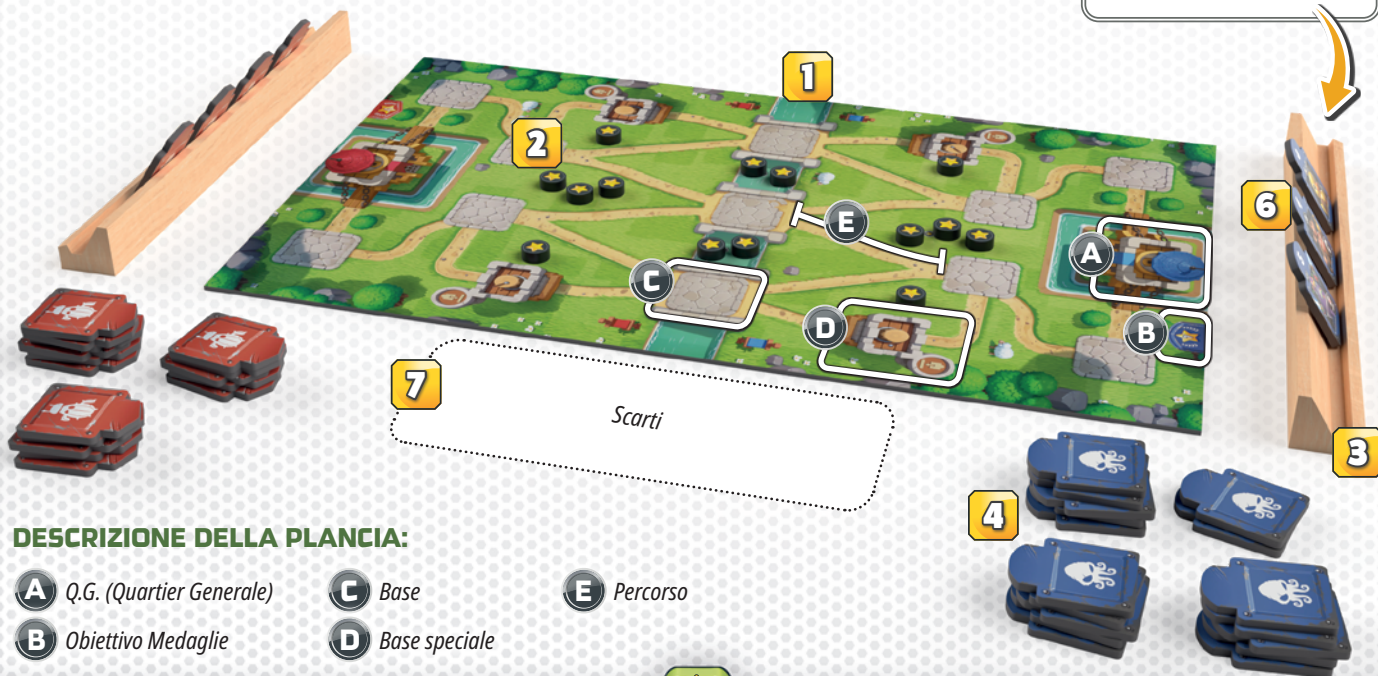 1
2
E
6
A
C
D
B
7
Scarti
3
4
DESCRIZIONE DELLA PLANCIA:
A Q.G. (Quartier Generale)
C Base
E Percorso
B Obiettivo Medaglie
D Base speciale